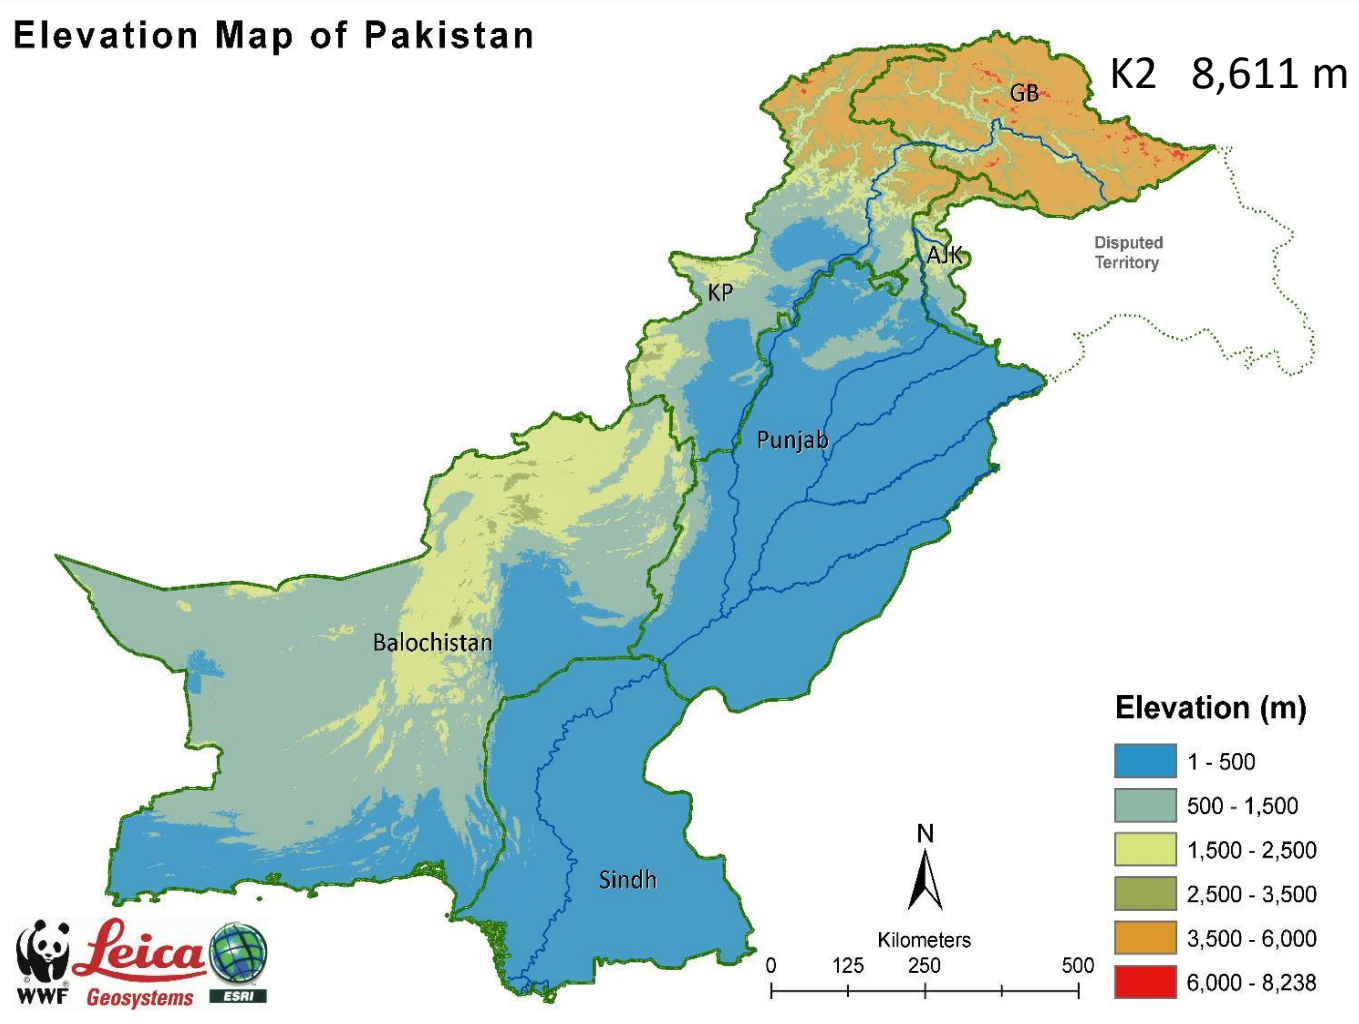 Elevation Map of Pakistan
K2 8,611 m
GB
Disputed
Territory
AJK
KP
Punjab
Balochistan
Sindh
Elevation (m)
1 - 500
500 - 1,500
1,500 - 2,500
2,500 - 3,500
3,500 - 6,000
6,000 - 8,238
N
Kilometers
0 125 250 500
©
WWF
®
Leica
Geosystems
ESRI